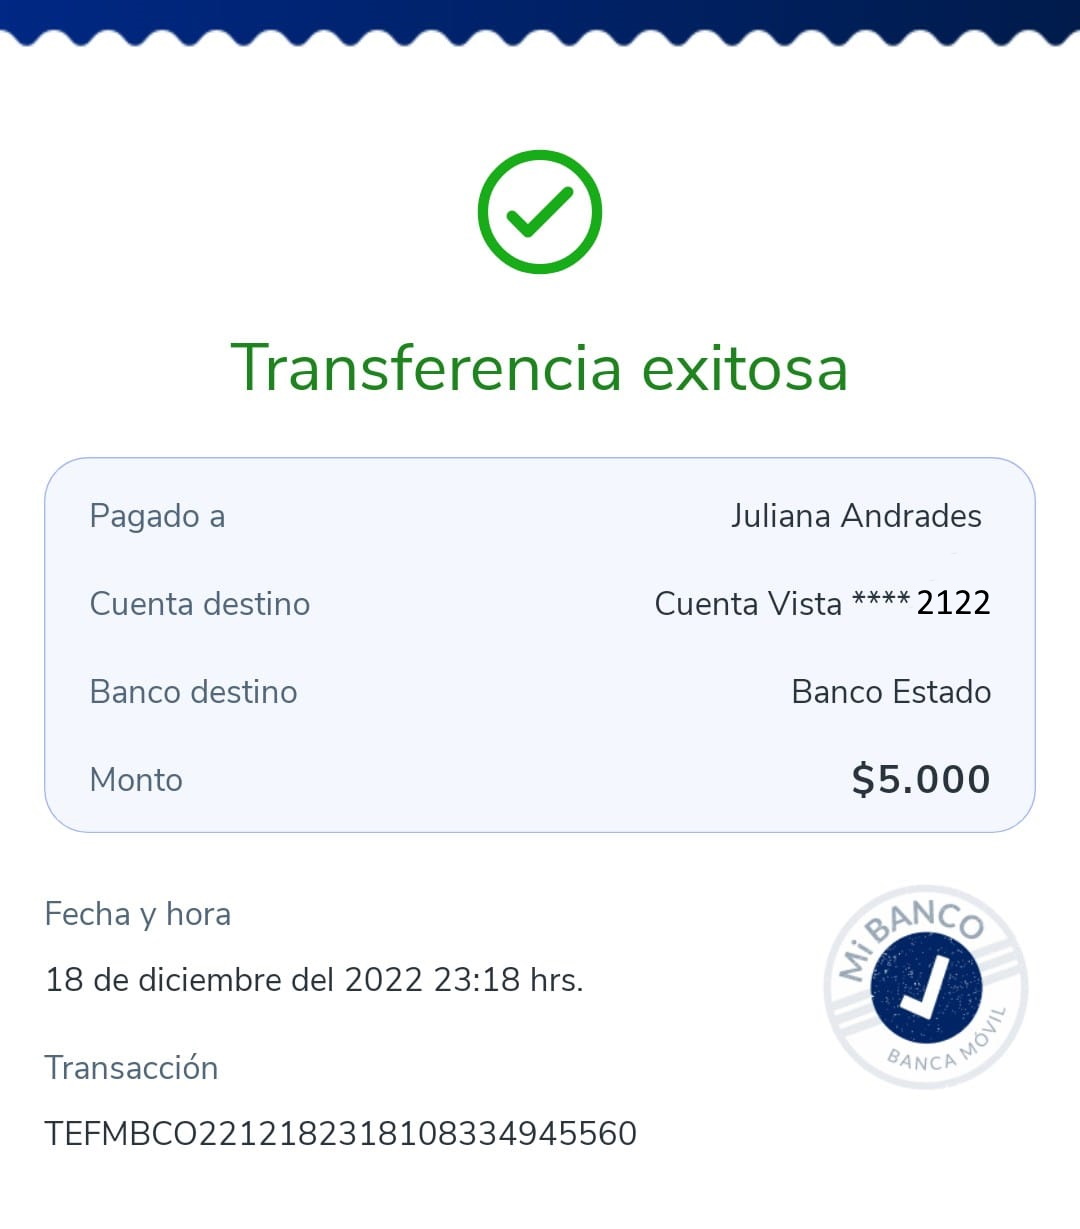 Transferencia exitosa
Pagado a Juliana Andrades
Cuenta destino Cuenta Vista **** 2122
Banco destino Banco Estado
Monto $5.000
Fecha y hora
18 de diciembre del 2022 23:18 hrs.
Mi BANCO
BANCA MÓVIL
Transacción
TEFMBCO2212182318108334945560